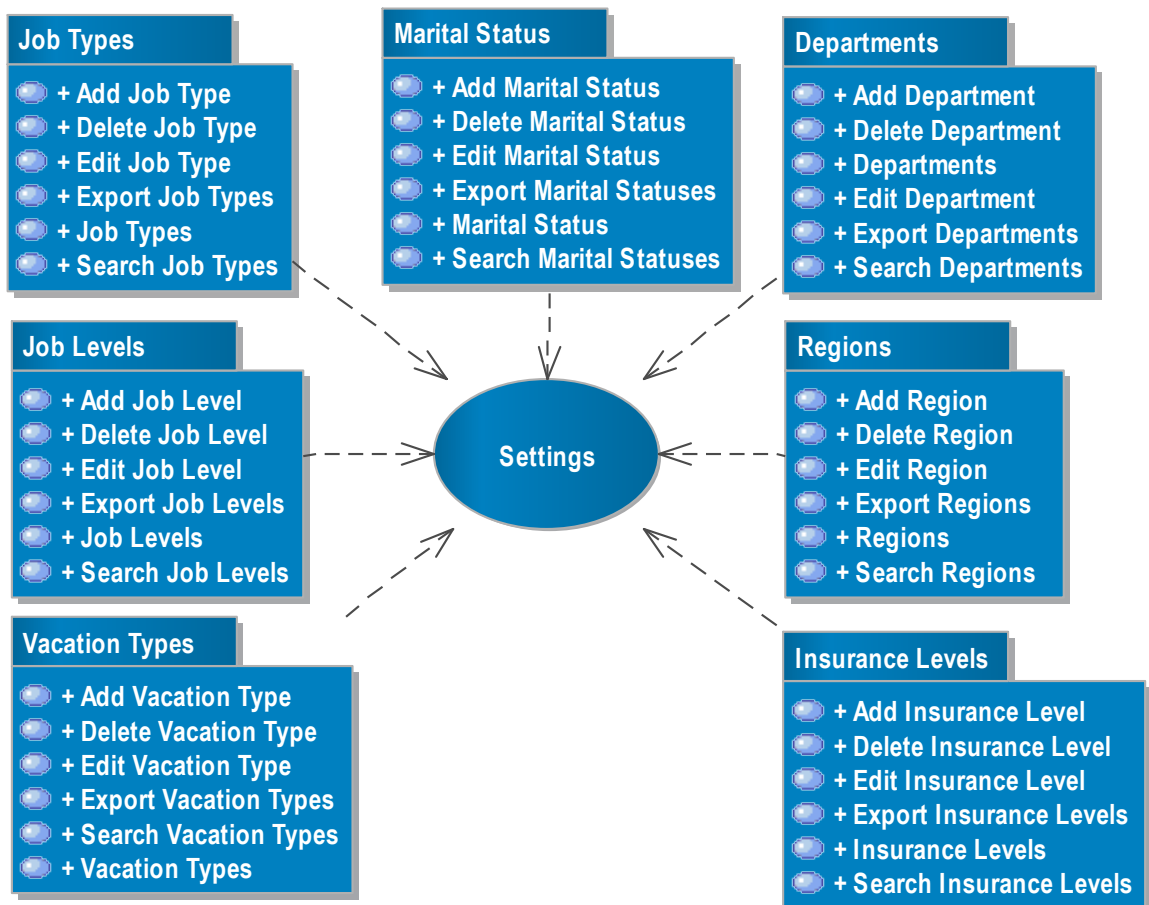 Job Types
+ Add Job Type
+ Delete Job Type
+ Edit Job Type
+ Export Job Types
+ Job Types
+ Search Job Types
Marital Status
+ Add Marital Status
+ Delete Marital Status
+ Edit Marital Status
+ Export Marital Statuses
+ Marital Status
+ Search Marital Statuses
Departments
+ Add Department
+ Delete Department
+ Departments
+ Edit Department
+ Export Departments
+ Search Departments
Job Levels
+ Add Job Level
+ Delete Job Level
+ Edit Job Level
+ Export Job Levels
+ Job Levels
+ Search Job Levels
Settings
Regions
+ Add Region
+ Delete Region
+ Edit Region
+ Export Regions
+ Regions
+ Search Regions
Vacation Types
+ Add Vacation Type
+ Delete Vacation Type
+ Edit Vacation Type
+ Export Vacation Types
+ Search Vacation Types
+ Vacation Types
Insurance Levels
+ Add Insurance Level
+ Delete Insurance Level
+ Edit Insurance Level
+ Export Insurance Levels
+ Insurance Levels
+ Search Insurance Levels